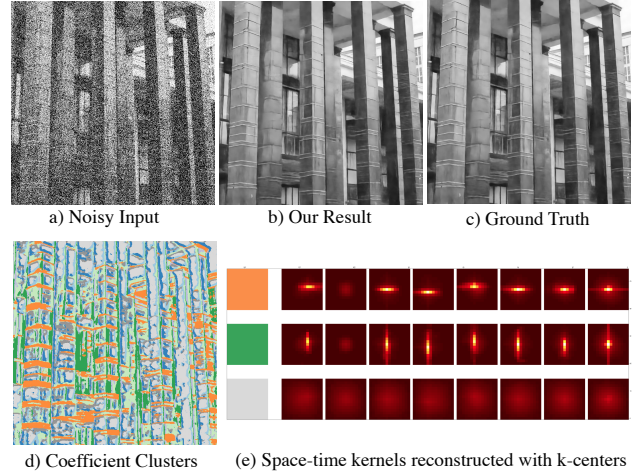 a) Noisy Input
b) Our Result
c) Ground Truth
d) Coefficient Clusters
(e) Space-time kernels reconstructed with k-centers